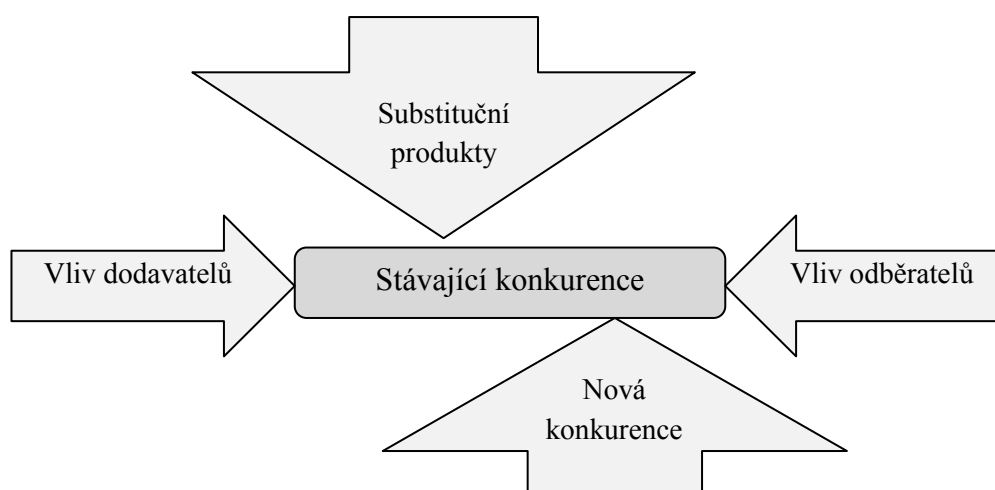 Substituční
produkty
Vliv dodavatelů
Stávající konkurence
Vliv odběratelů
Nová
konkurence